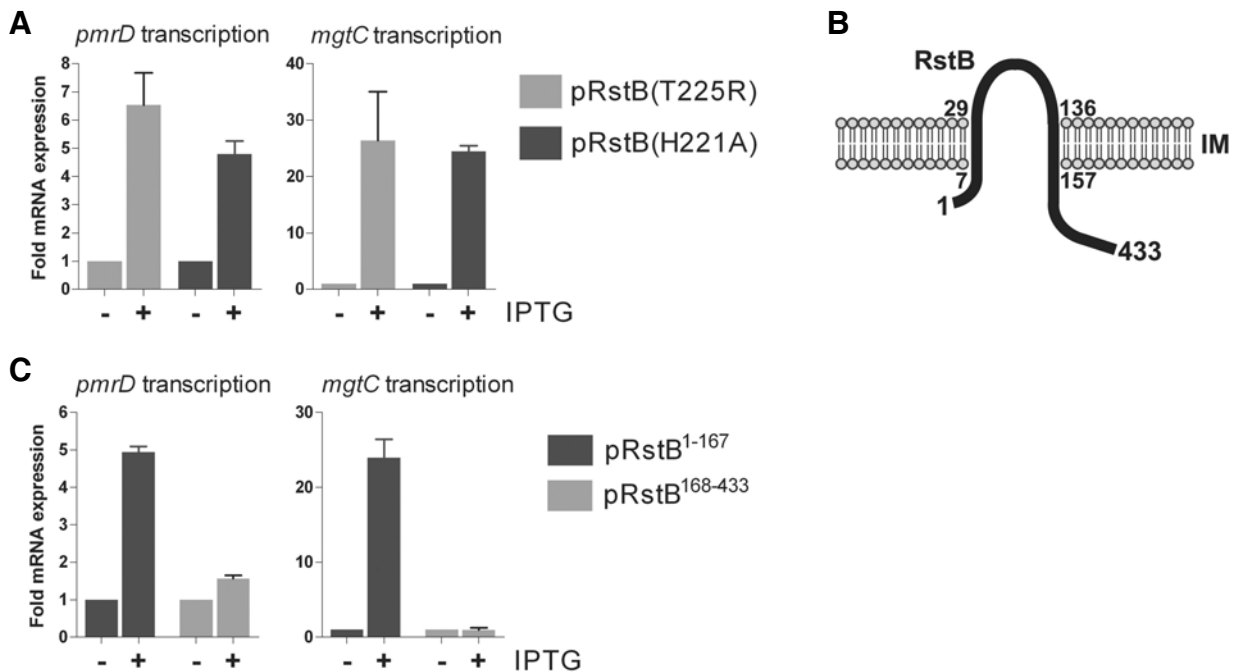 A
pmrD transcription
Fold mRNA expression
8
7
6
5
4
3
2
1
0
- + - +
mgtC transcription
40
30
20
10
0
- + - + IPTG
pRstB(T225R)
pRstB(H221A)
B
RstB
29 136
IM
7 157
1
433
C
pmrD transcription
Fold mRNA expression
6
5
4
3
2
1
0
- + - +
mgtC transcription
30
20
10
0
- + - + IPTG
pRstB1-167
pRstB168-433